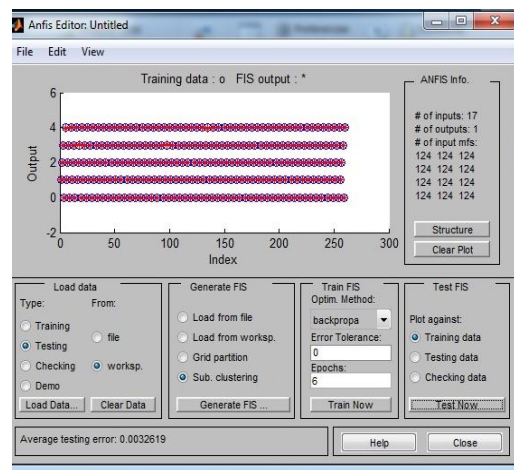 Anfis Editor: Untitled
File Edit View
Training data : o FIS output : *
6
4
2
0
-2
Output
0 50 100 150 200 250 300
Index
ANFIS Info.
# of inputs: 17
# of outputs: 1
# of input mfs:
124 124 124
124 124 124
124 124 124
124 124 124
Structure
Clear Plot
Load data
Type: From:
Training
Testing
Checking
Demo
file
worksp.
Load Data... Clear Data
Generate FIS
Load from file
Load from worksp.
Grid partition
Sub. clustering
Generate FIS ...
Train FIS
Optim. Method:
backpropa
Error Tolerance:
0
Epochs:
6
Train Now
Test FIS
Plot against:
Training data
Testing data
Checking data
Test Now
Average testing error: 0.0032619
Help Close